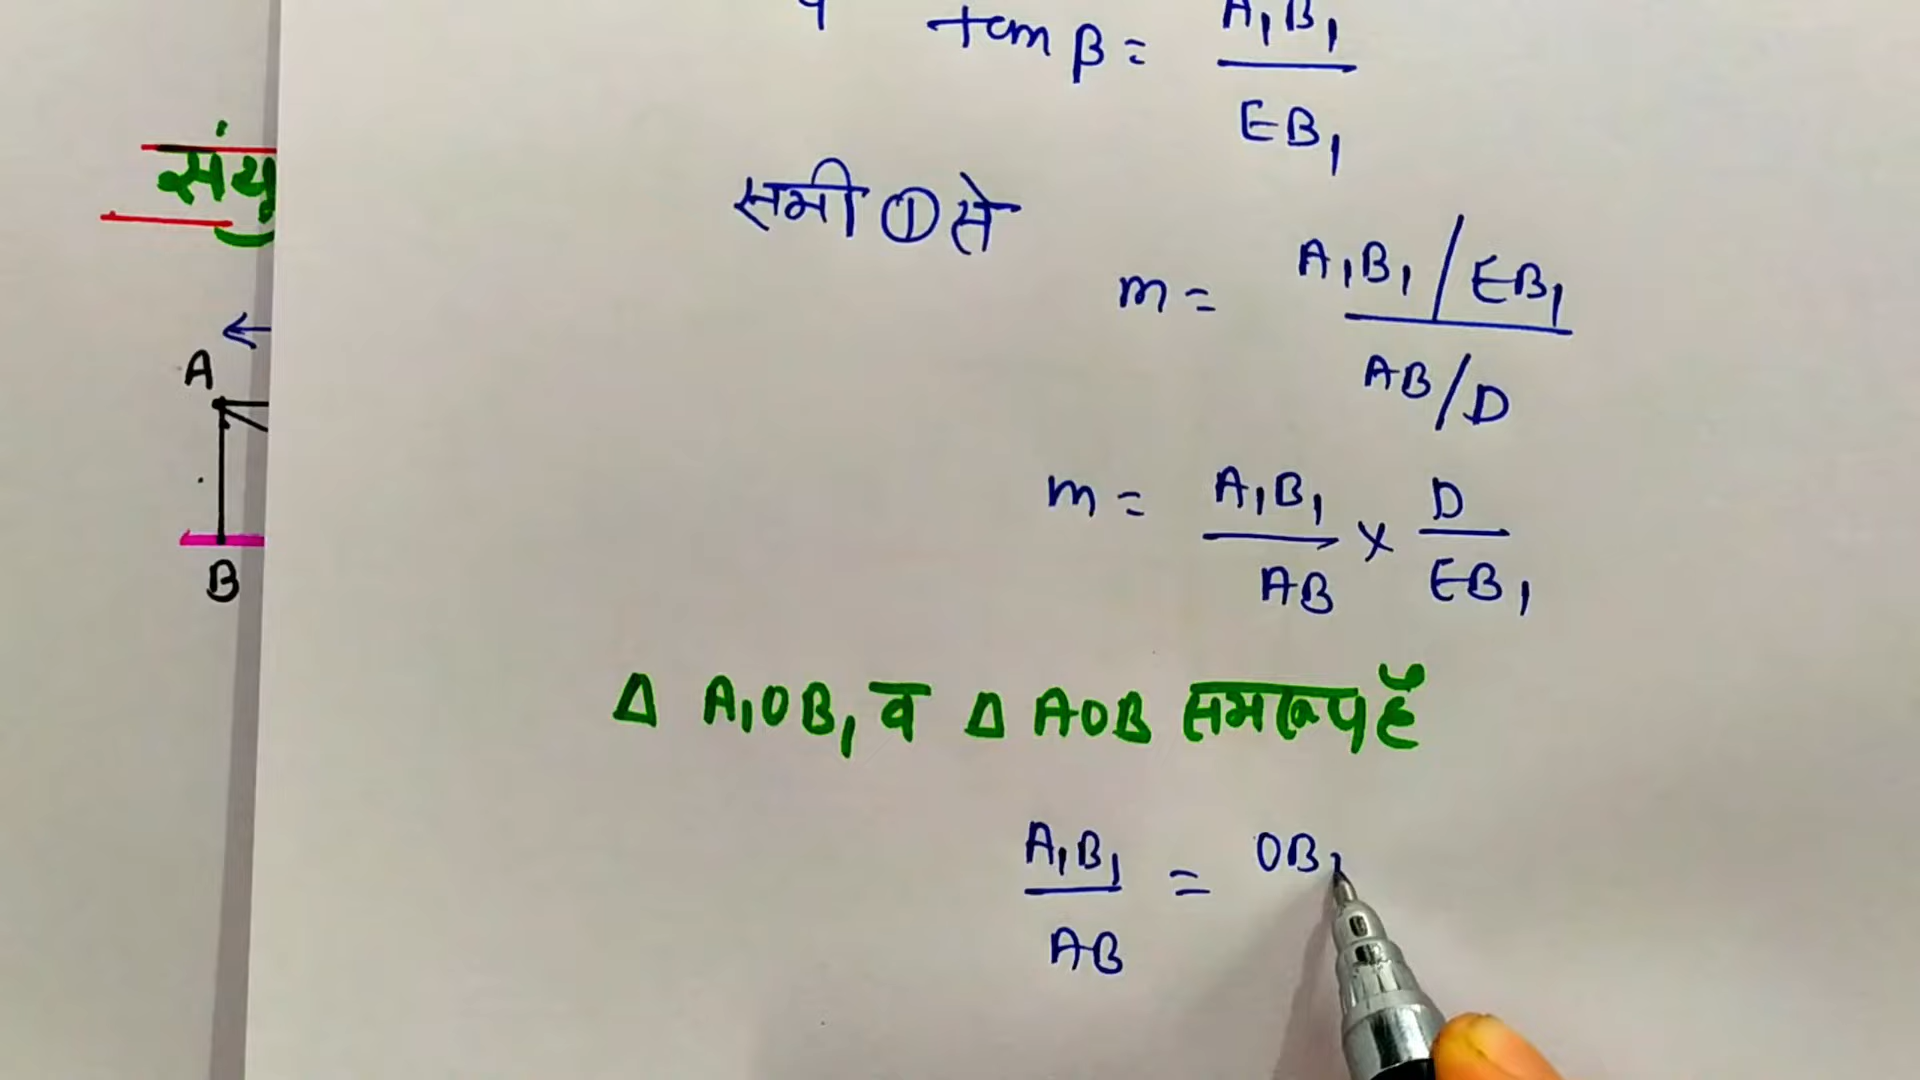 व tan β = A₁B₁ / EB₁
संयु
समी ① से
m = A₁B₁/EB₁ / AB/D
A
m = A₁B₁ / AB × D / EB₁
B
Δ A₁OB₁ व Δ AOB समरूप हैं
A₁B₁ / AB = OB₁